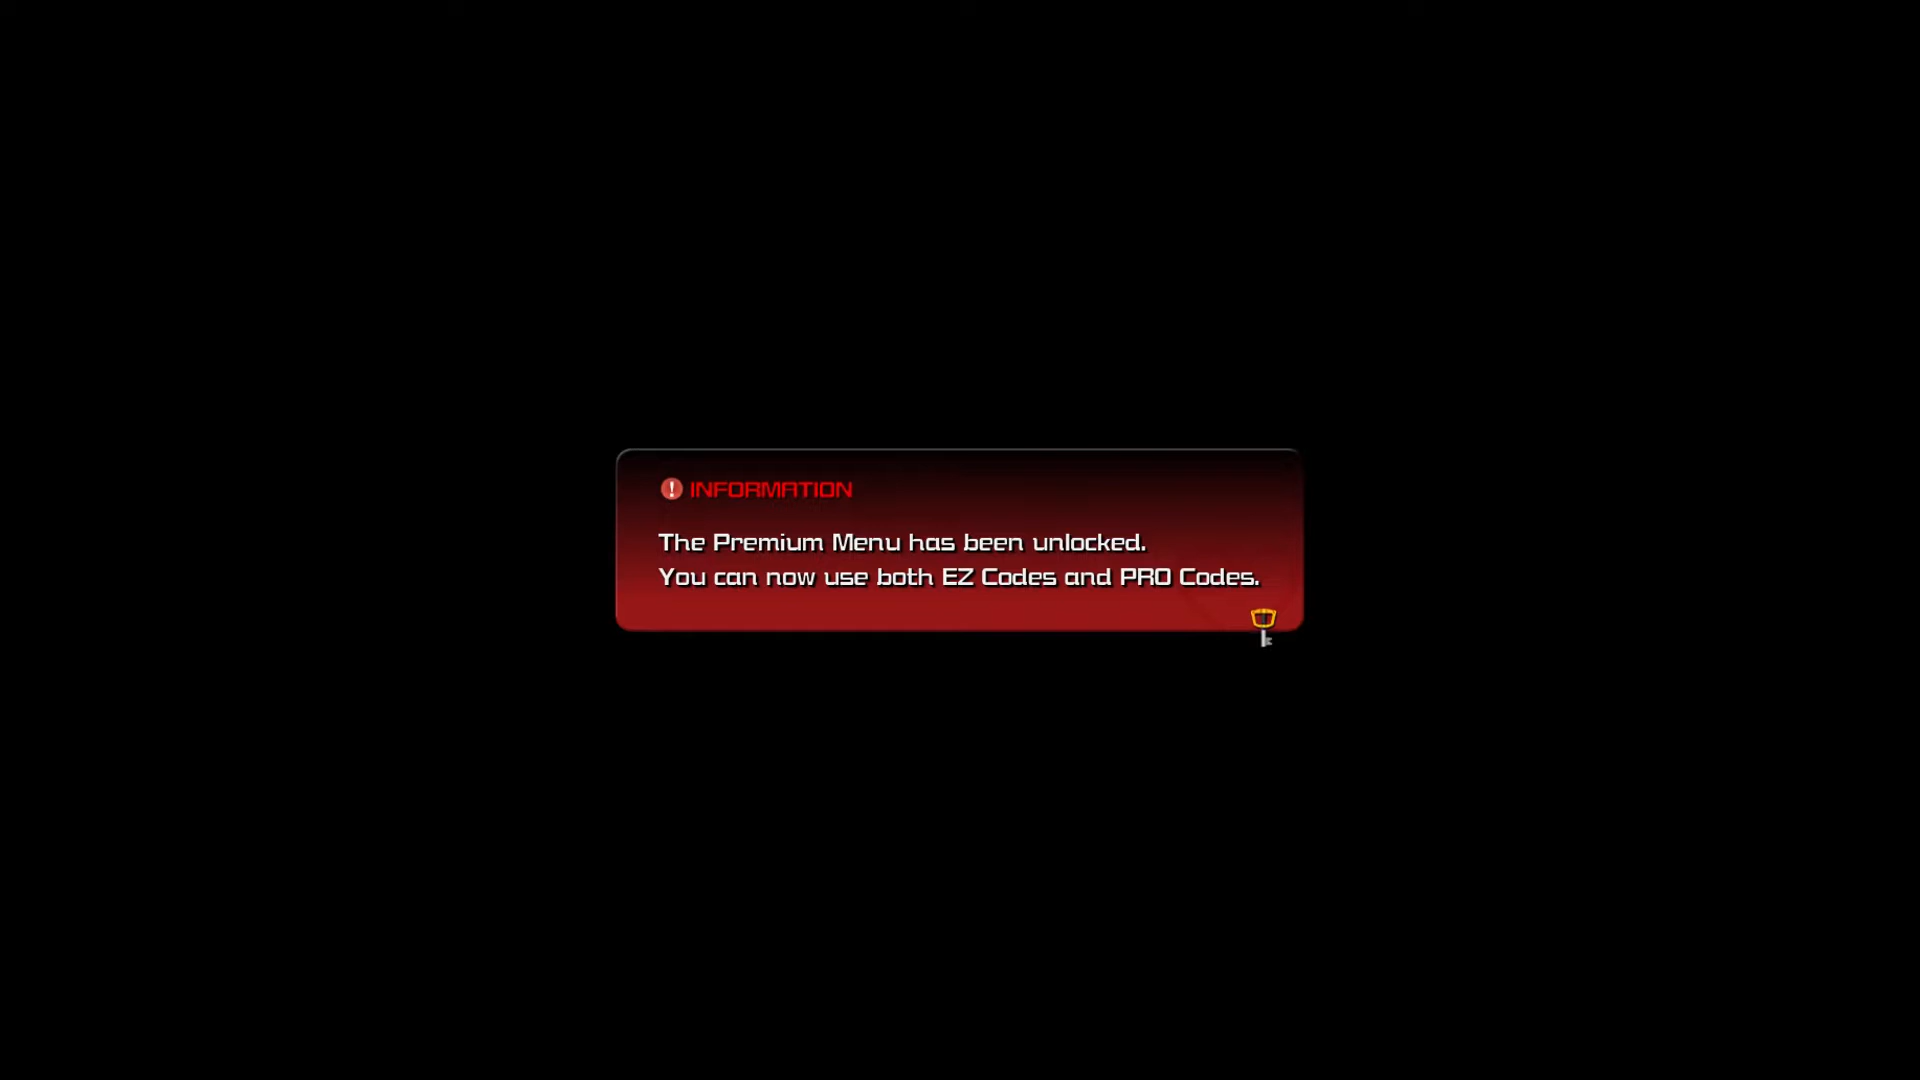 INFORMATION
The Premium Menu has been unlocked.
You can now use both EZ Codes and PRO Codes.